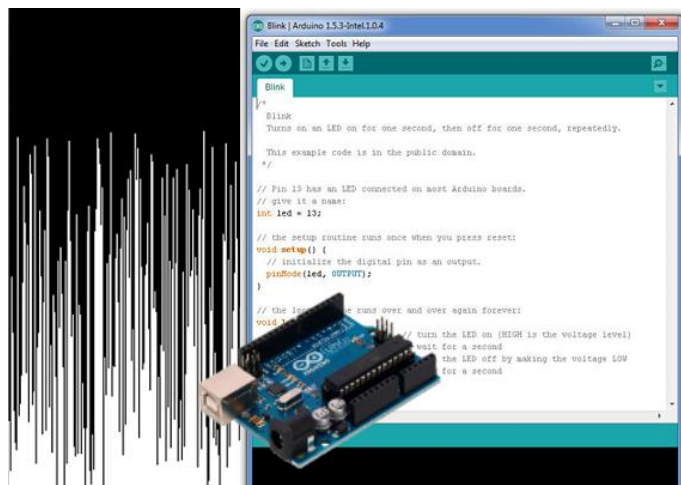 Blink | Arduino 1.5.3-Intel.1.0.4
File Edit Sketch Tools Help
Blink
/*
Blink
Turns on an LED on for one second, then off for one second, repeatedly.
This example code is in the public domain.
*/
// Pin 13 has an LED connected on most Arduino boards.
// give it a name:
int led = 13;
// the setup routine runs once when you press reset:
void setup() {
// initialize the digital pin as an output.
pinMode(led, OUTPUT);
}
// the loo runs over and over again forever:
void l
// turn the LED on (HIGH is the voltage level)
wait for a second
the LED off by making the voltage LOW
for a second